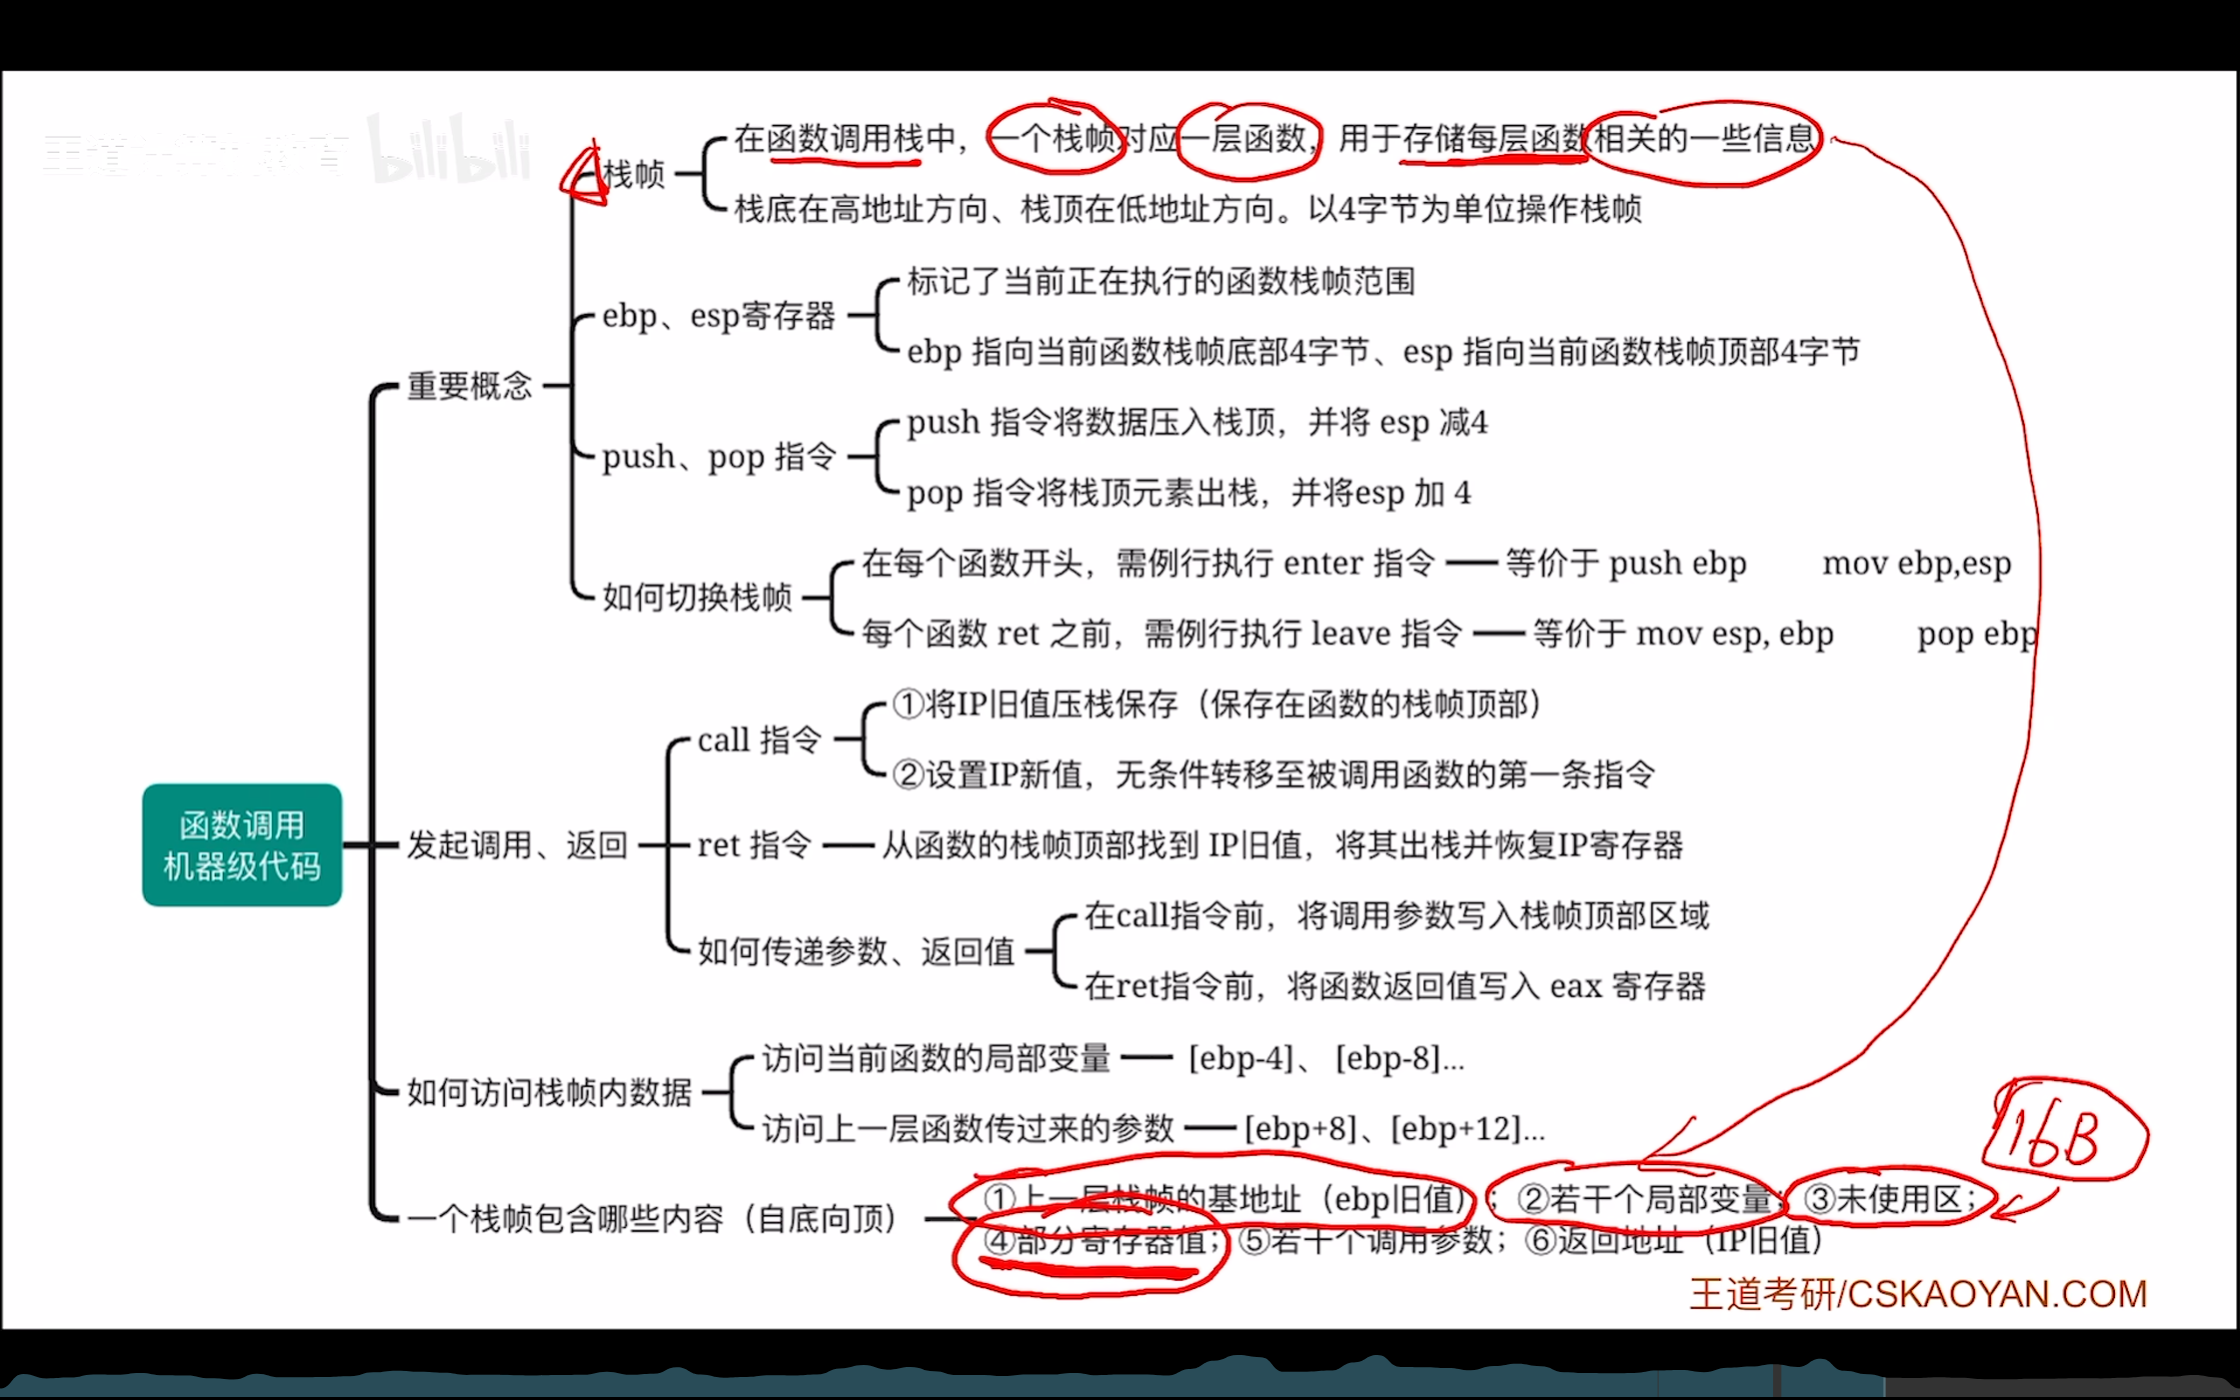 bilibili
在函数调用栈中，一个栈帧对应一层函数，用于存储每层函数相关的一些信息
栈帧
栈底在高地址方向、栈顶在低地址方向。以4字节为单位操作栈帧
标记了当前正在执行的函数栈帧范围
ebp、esp寄存器
ebp 指向当前函数栈帧底部4字节、esp 指向当前函数栈帧顶部4字节
重要概念
push 指令将数据压入栈顶，并将 esp 减4
push、pop 指令
pop 指令将栈顶元素出栈，并将esp 加 4
在每个函数开头，需例行执行 enter 指令 等价于 push ebp mov ebp,esp
如何切换栈帧
每个函数 ret 之前，需例行执行 leave 指令 等价于 mov esp, ebp pop ebp
①将IP旧值压栈保存（保存在函数的栈帧顶部）
call 指令
②设置IP新值，无条件转移至被调用函数的第一条指令
函数调用
机器级代码
发起调用、返回
ret 指令 从函数的栈帧顶部找到 IP旧值，将其出栈并恢复IP寄存器
在call指令前，将调用参数写入栈帧顶部区域
如何传递参数、返回值
在ret指令前，将函数返回值写入 eax 寄存器
访问当前函数的局部变量 [ebp-4]、 [ebp-8]...
如何访问栈帧内数据
访问上一层函数传过来的参数 [ebp+8]、[ebp+12]...
16B
①上一层栈帧的基地址（ebp旧值）；②若干个局部变量；③未使用区；
一个栈帧包含哪些内容（自底向顶）
④部分寄存器值；⑤若干个调用参数；⑥返回地址（IP旧值）
王道考研/CSKAOYAN.COM